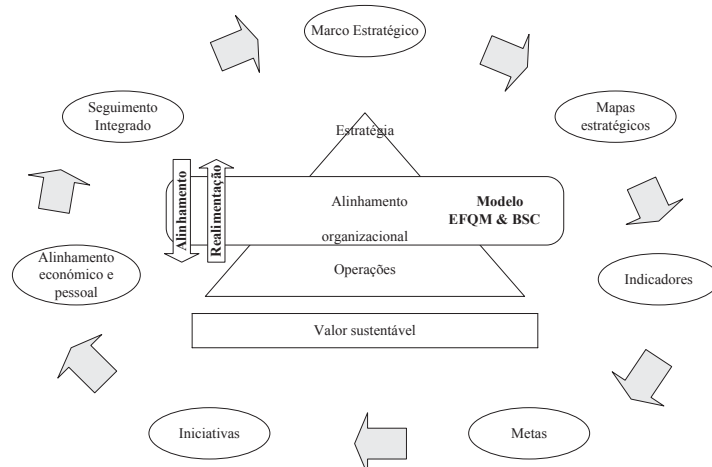 Marco Estratégico
Seguimento
Integrado
Mapas
estratégicos
Estratégia
Alinhamento
Realimentação
Alinhamento
organizacional
Modelo
EFQM & BSC
Alinhamento
económico e
pessoal
Operações
Indicadores
Valor sustentável
Iniciativas
Metas